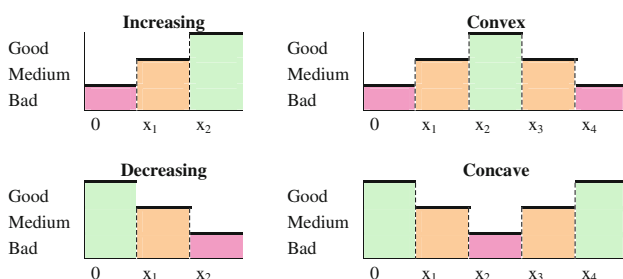 Increasing
Good
Medium
Bad
0 x₁ x₂
Convex
0 x₁ x₂ x₃ x₄
Good
Medium
Bad
Decreasing
Good
Medium
Bad
0 x₁ x₂
Concave
Good
Medium
Bad
0 x₁ x₂ x₃ x₄